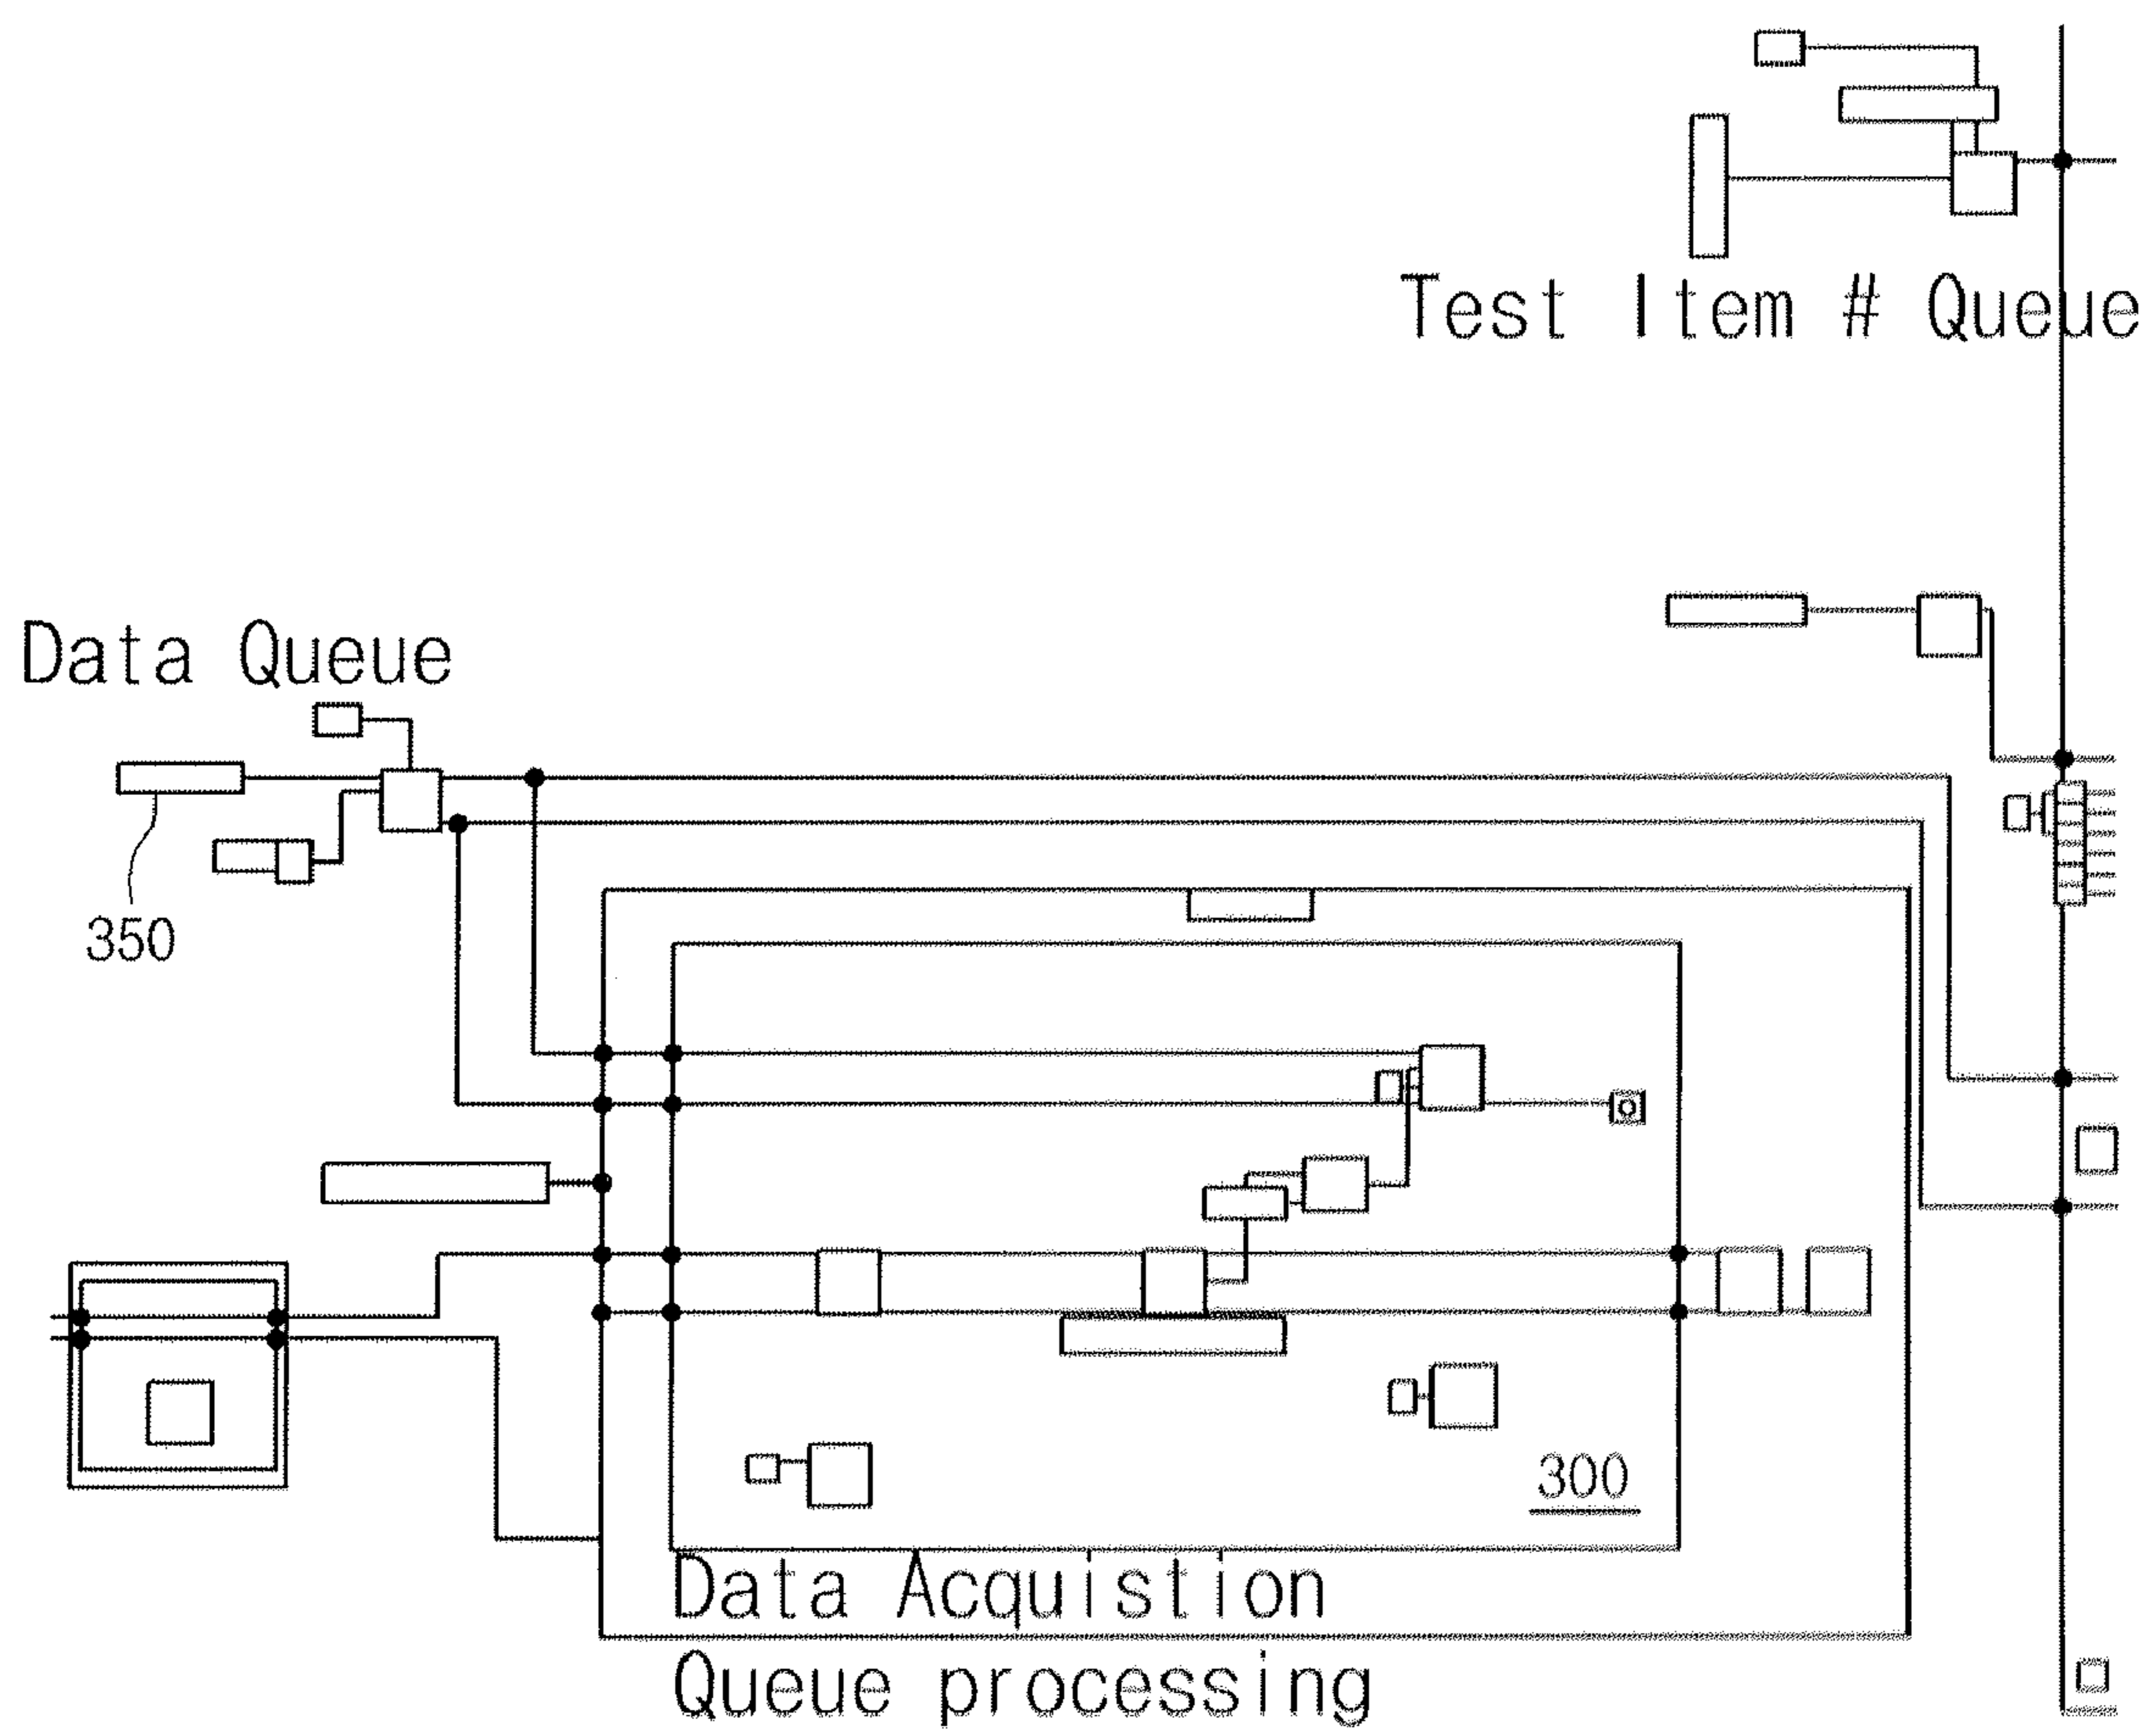 Test Item # Queue
Data Queue
350
300
Data Acquistion
Queue processing